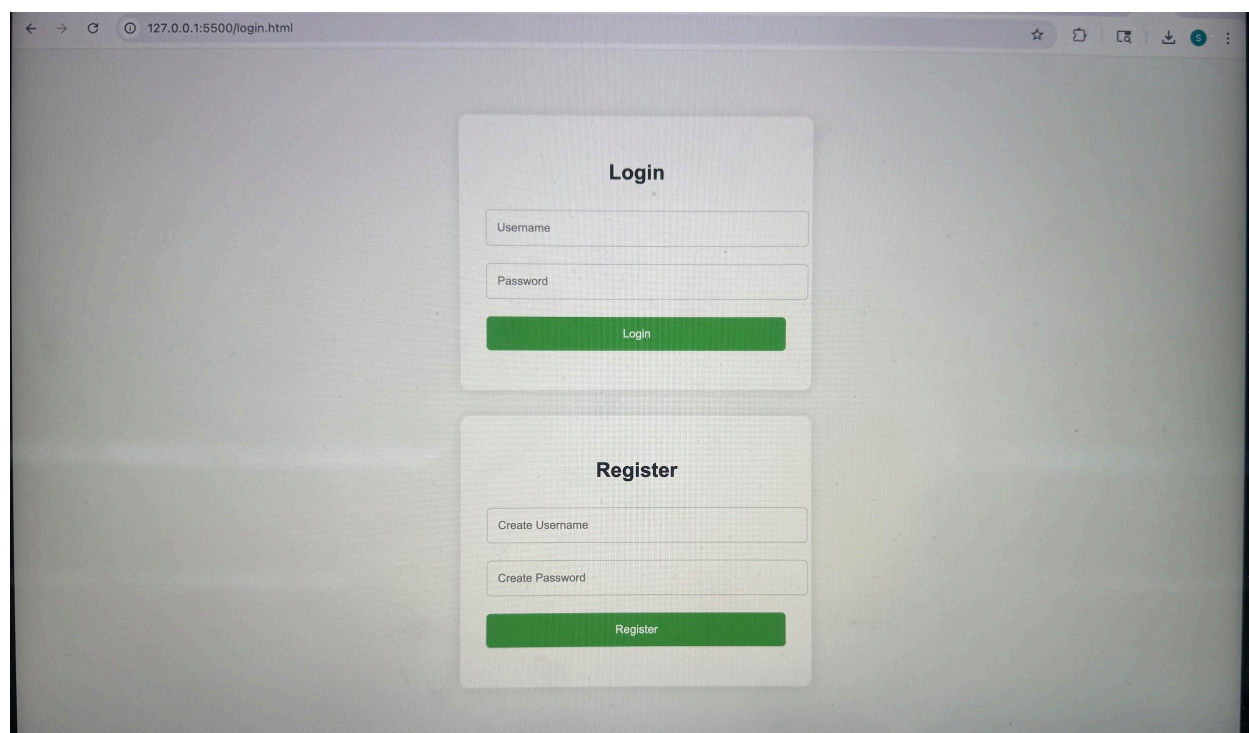 127.0.0.1:5500/login.html
S
Login
Username
Password
Login
Register
Create Username
Create Password
Register